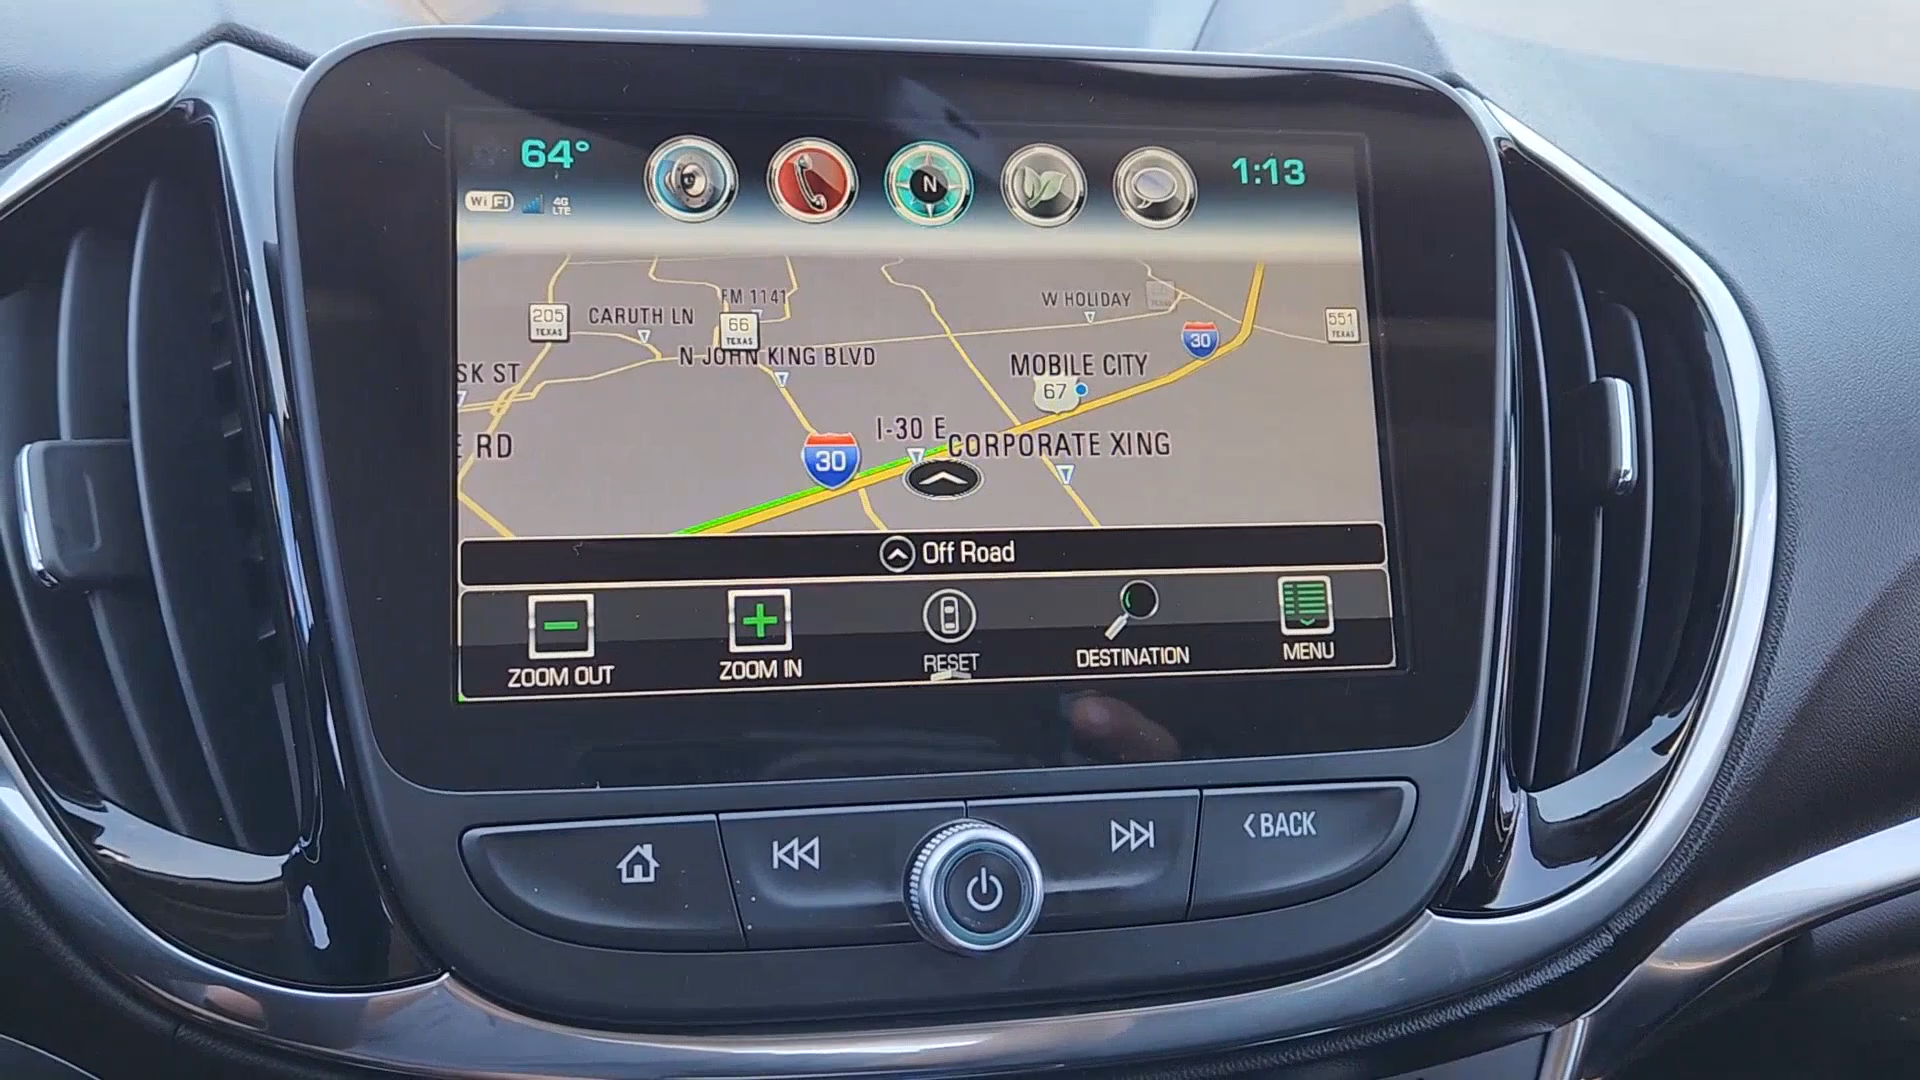 64°
1:13
WiFi
4G
LTE
N
FM 1141
W HOLIDAY
205
TEXAS
CARUTH LN
66
TEXAS
30
551
TEXAS
N JOHN KING BLVD
SK ST
MOBILE CITY
67
I-30 E
CORPORATE XING
E RD
30
Off Road
ZOOM OUT
ZOOM IN
RESET
DESTINATION
MENU
BACK